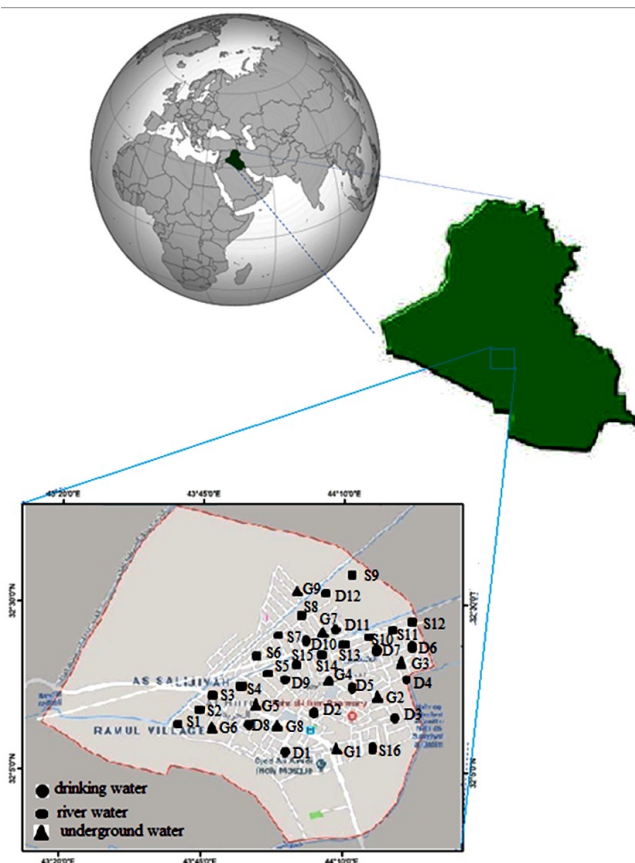 43°20'0"E 43°45'0"E 44°10'0"E
S9
G9
D12
32°30'0"N
S8
G7 D11 S12
S11
S10
S7 D10 D7 D6
S6 S15 S13
S14 G3
S5
AS SALIJIYAH D9 G4 D4
S4 D5
S3 G2
G5
S2 D2 D3
S1
RAMUL VILLAGE G6 D8 G8
D1 G1 S16
32°5'0"N
drinking water
river water
underground water
43°20'0"E 43°45'0"E 44°10'0"E